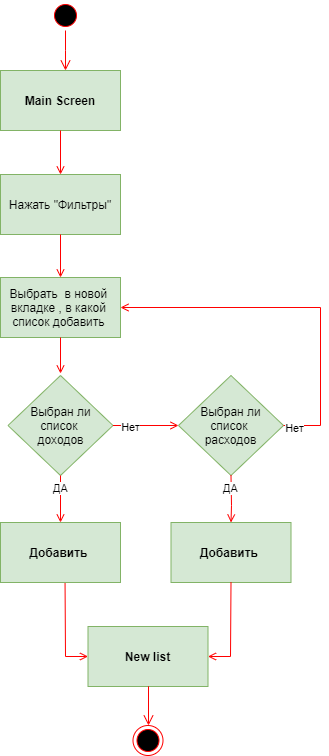 Main Screen
Нажать "Фильтры"
Выбрать в новой
вкладке , в какой
список добавить
Выбран ли
список
доходов
Нет
Выбран ли
список
расходов
Нет
ДА
ДА
Добавить
Добавить
New list